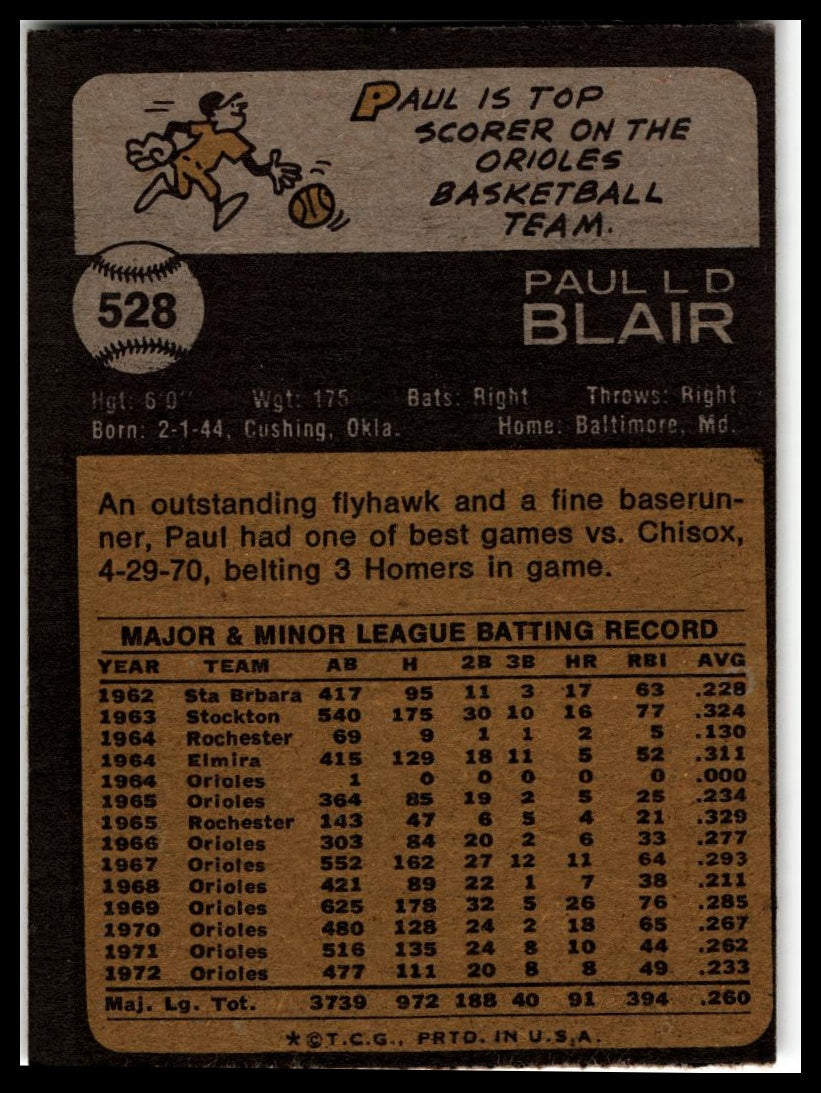 PAUL IS TOP
SCORER ON THE
ORIOLES
BASKETBALL
TEAM.
528
PAUL L D
BLAIR
Hgt: 6'0" Wgt: 175 Bats: Right Throws: Right
Born: 2-1-44, Cushing, Okla. Home: Baltimore, Md.
An outstanding flyhawk and a fine baserun-
ner, Paul had one of best games vs. Chisox,
4-29-70, belting 3 Homers in game.
MAJOR & MINOR LEAGUE BATTING RECORD
YEAR TEAM AB H 2B 3B HR RBI AVG
1962 Sta Brbara 417 95 11 3 17 63 .228
1963 Stockton 540 175 30 10 16 77 .324
1964 Rochester 69 9 1 1 2 5 .130
1964 Elmira 415 129 18 11 5 52 .311
1964 Orioles 1 0 0 0 0 0 .000
1965 Orioles 364 85 19 2 5 25 .234
1965 Rochester 143 47 6 5 4 21 .329
1966 Orioles 303 84 20 2 6 33 .277
1967 Orioles 552 162 27 12 11 64 .293
1968 Orioles 421 89 22 1 7 38 .211
1969 Orioles 625 178 32 5 26 76 .285
1970 Orioles 480 128 24 2 18 65 .267
1971 Orioles 516 135 24 8 10 44 .262
1972 Orioles 477 111 20 8 8 49 .233
Maj. Lg. Tot. 3739 972 188 40 91 394 .260
*©T.C.G., PRTD. IN U.S.A.